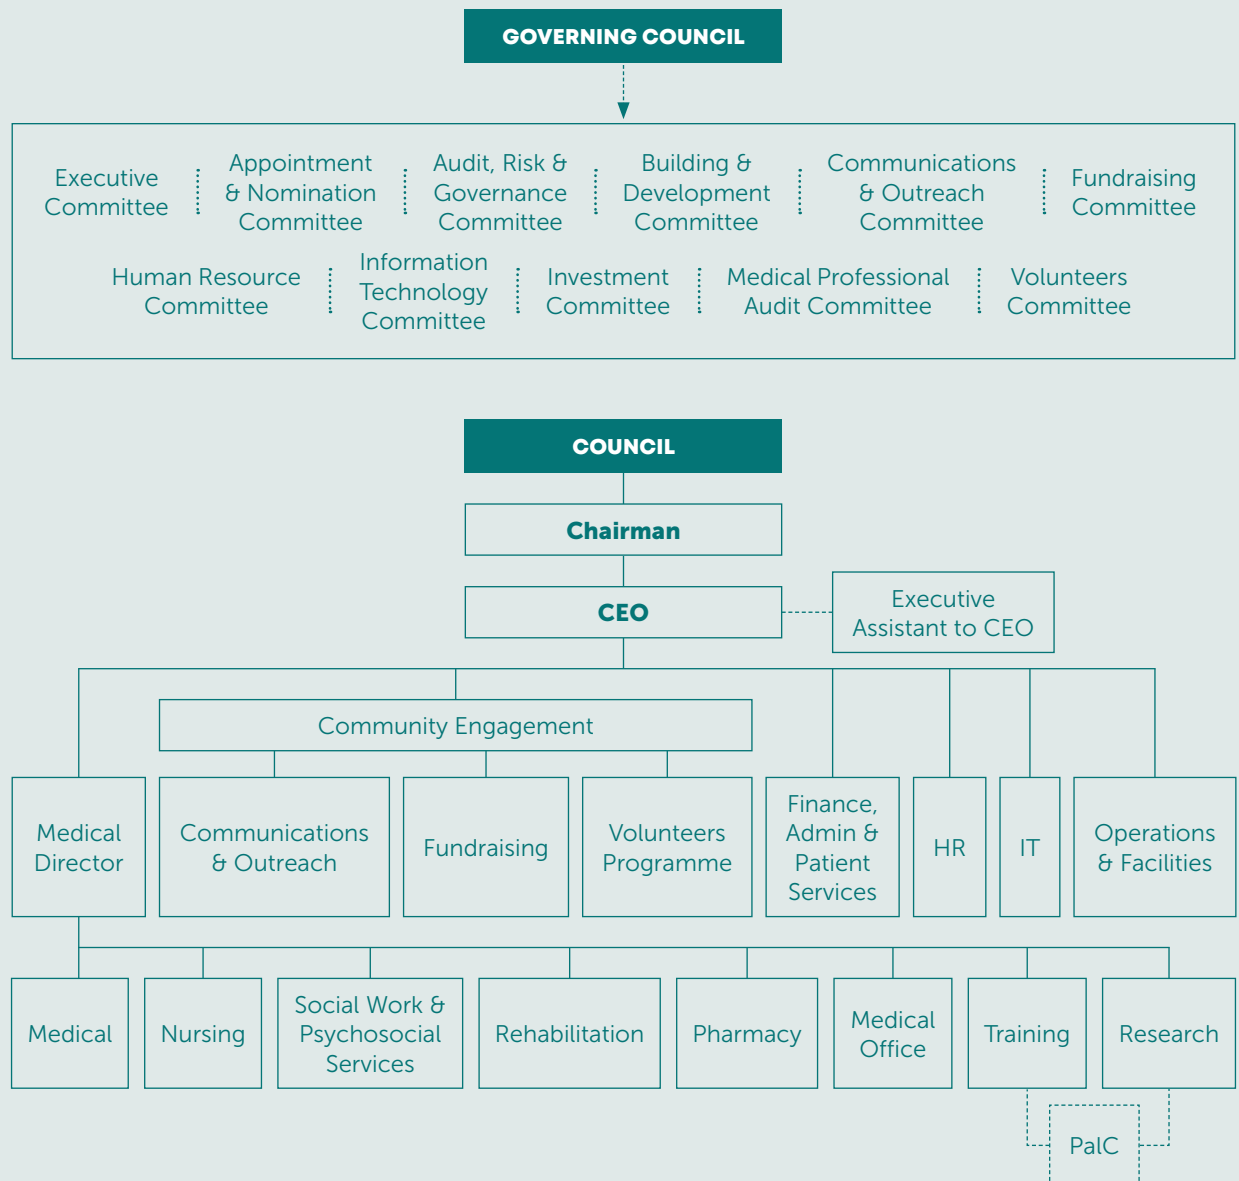 GOVERNING COUNCIL
Executive
Committee
Appointment
& Nomination
Committee
Audit, Risk &
Governance
Committee
Building &
Development
Committee
Communications
& Outreach
Committee
Fundraising
Committee
Human Resource
Committee
Information
Technology
Committee
Investment
Committee
Medical Professional
Audit Committee
Volunteers
Committee
COUNCIL
Chairman
CEO
Executive
Assistant to CEO
Community Engagement
Medical
Director
Communications
& Outreach
Fundraising
Volunteers
Programme
Finance,
Admin &
Patient
Services
HR
IT
Operations
& Facilities
Medical
Nursing
Social Work &
Psychosocial
Services
Rehabilitation
Pharmacy
Medical
Office
Training
Research
PalC